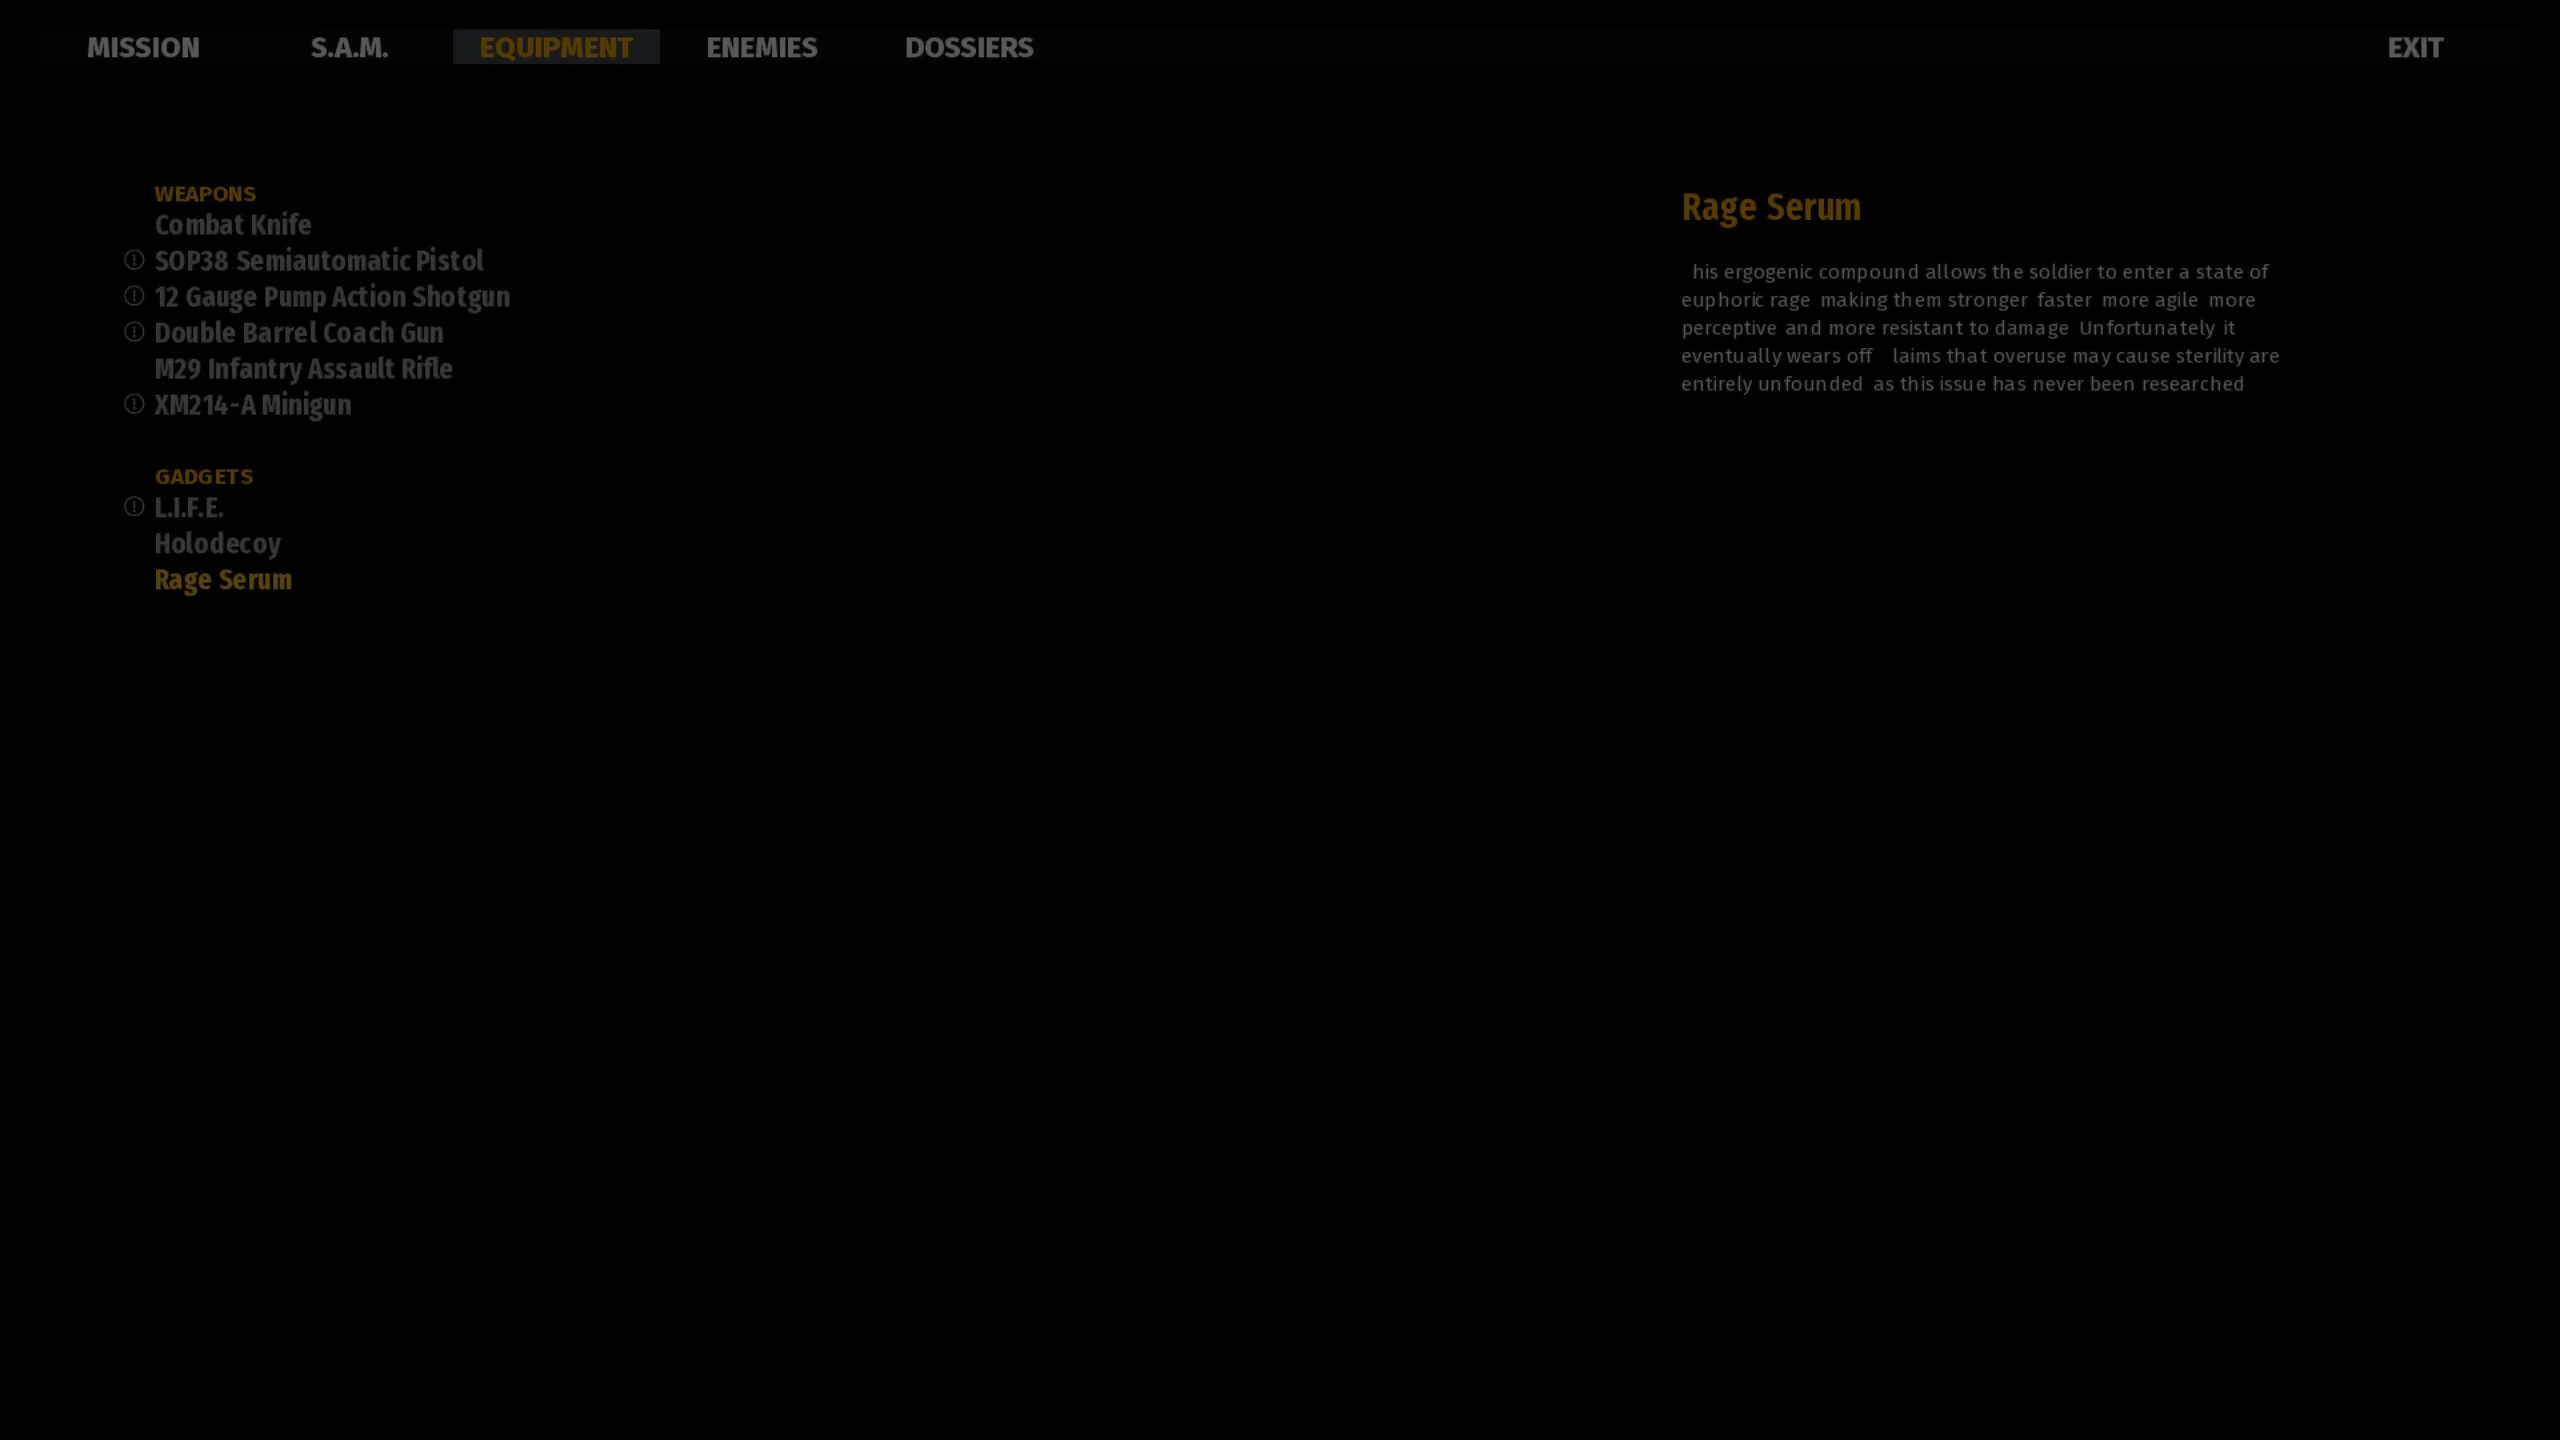 MISSION S.A.M. EQUIPMENT ENEMIES DOSSIERS EXIT
WEAPONS
Combat Knife
SOP38 Semiautomatic Pistol
12 Gauge Pump Action Shotgun
Double Barrel Coach Gun
M29 Infantry Assault Rifle
XM214-A Minigun
GADGETS
L.I.F.E.
Holodecoy
Rage Serum
Rage Serum
his ergogenic compound allows the soldier to enter a state of
euphoric rage making them stronger faster more agile more
perceptive and more resistant to damage Unfortunately it
eventually wears off laims that overuse may cause sterility are
entirely unfounded as this issue has never been researched